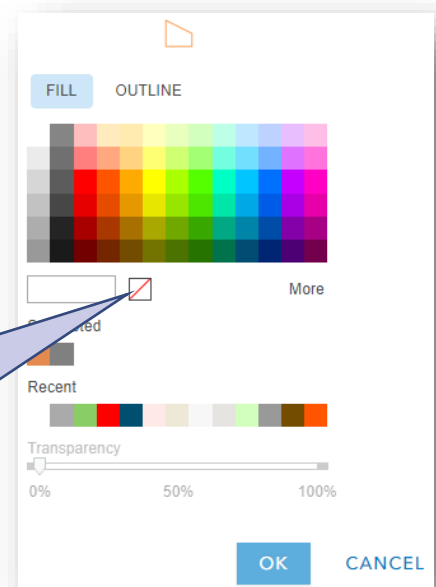 FILL OUTLINE
More
Recent
Transparency
0% 50% 100%
OK CANCEL